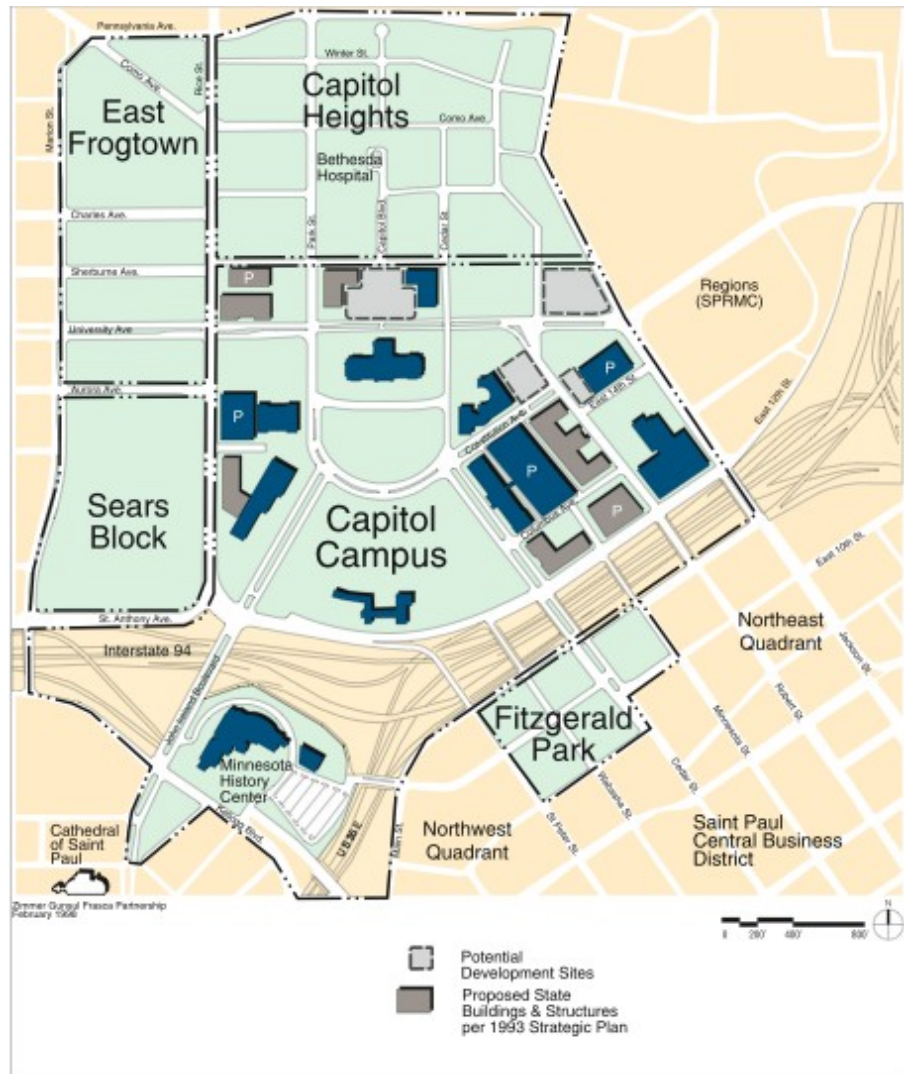 Pennsylvania Ave.
Como Ave
Rice St.
Marion St.
East
Frogtown
Winter St.
Capitol
Heights
Como Ave.
Bethesda
Hospital
Charles Ave.
Park St.
Capitol Blvd.
Cedar St.
Sherburne Ave.
P
Regions
(SPRMC)
University Ave
P
East 14th St.
East 12th St.
Aurora Ave.
P
Constitution Ave.
P
Sears
Block
Capitol
Campus
Columbus Ave.
P
East 10th St.
St. Anthony Ave.
Interstate 94
Northeast
Quadrant
Jackson St.
John Ireland Boulevard
Fitzgerald
Park
Robert St.
Minnesota St.
Minnesota
History
Center
Cedar St.
Wabasha St.
St Peter St.
Kellogg Blvd.
U S 35 E
Main St.
Northwest
Quadrant
Saint Paul
Central Business
District
Cathedral
of Saint
Paul
Zimmer Gunsul Frasca Partnership
February 1998
N
0 200' 400' 800'
Potential
Development Sites
Proposed State
Buildings & Structures
per 1993 Strategic Plan